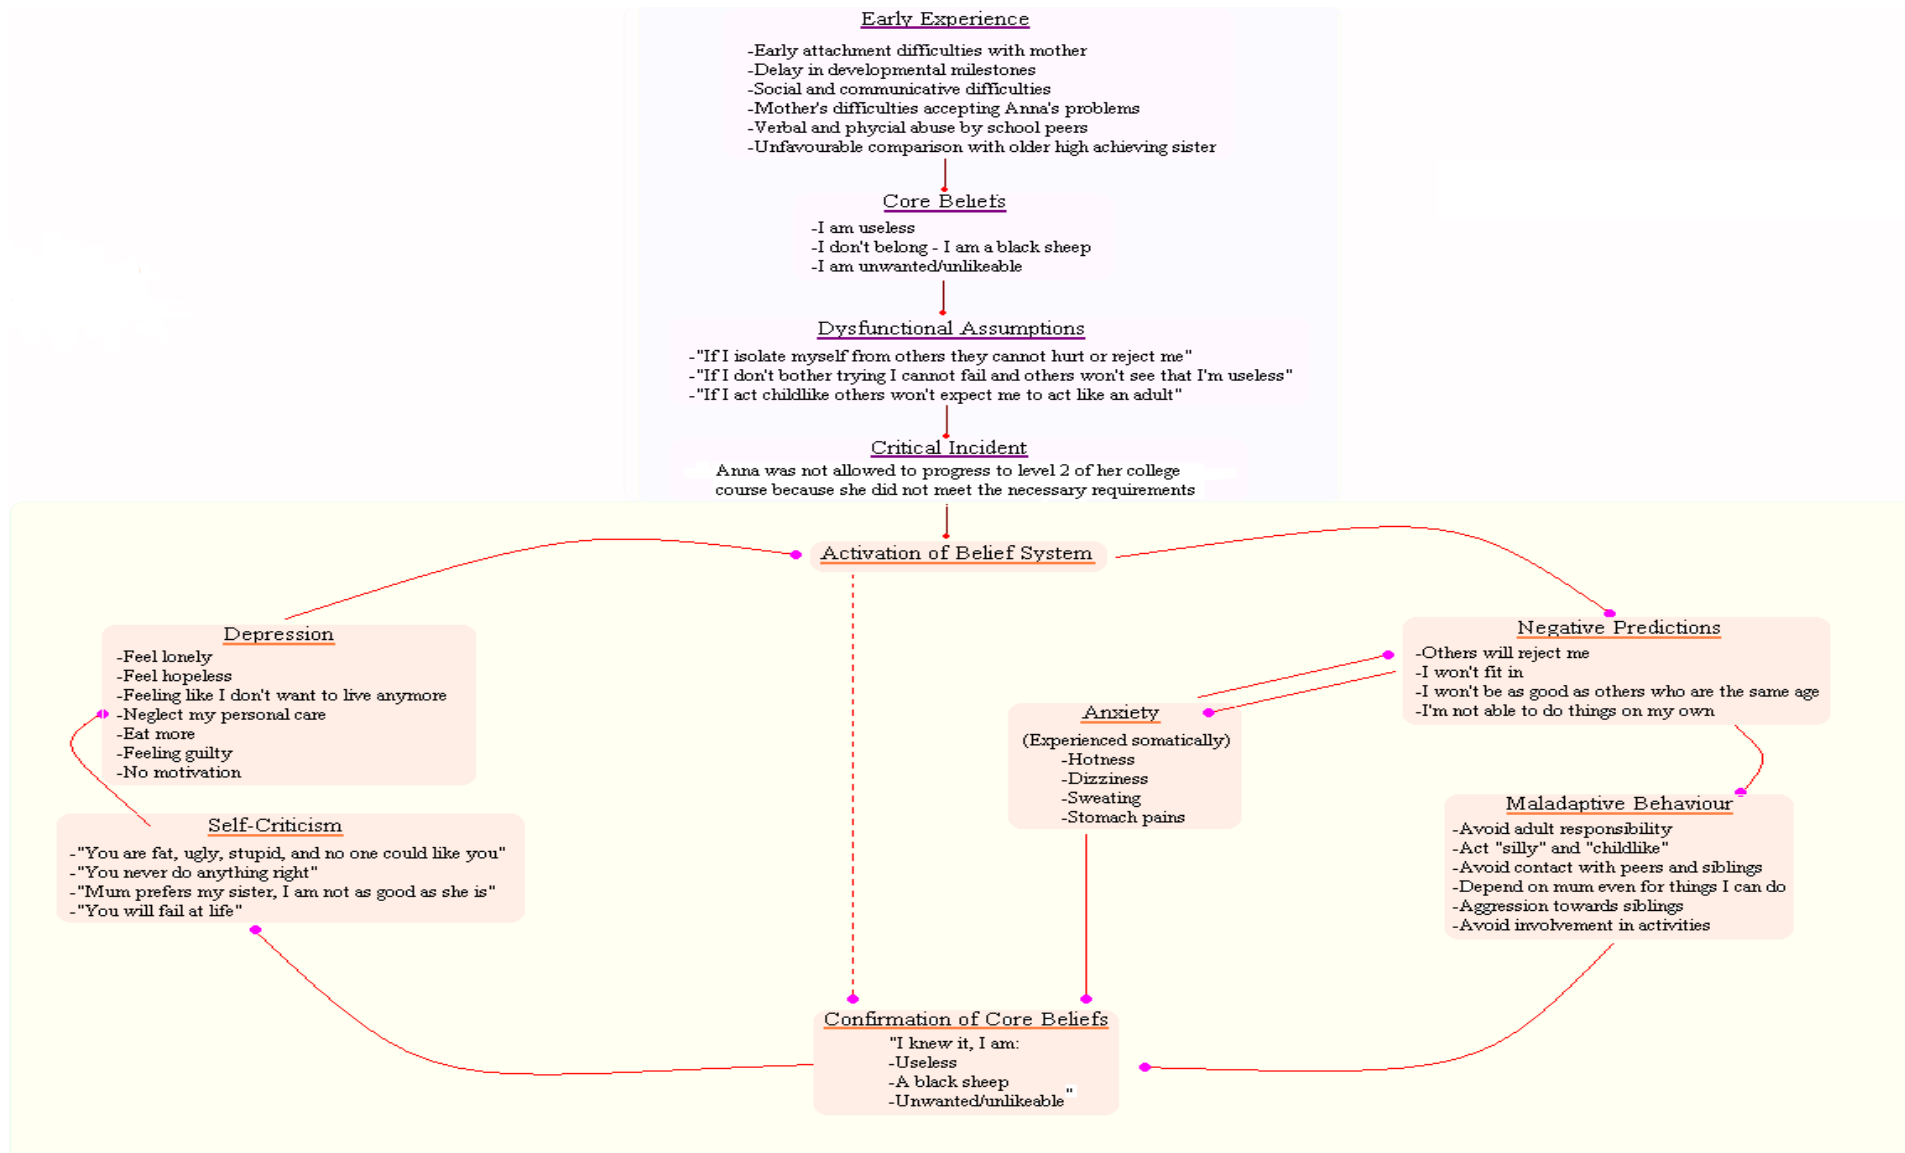 Early Experience
-Early attachment difficulties with mother
-Delay in developmental milestones
-Social and communicative difficulties
-Mother's difficulties accepting Anna's problems
-Verbal and phycial abuse by school peers
-Unfavourable comparison with older high achieving sister
Core Beliefs
-I am useless
-I don't belong - I am a black sheep
-I am unwanted/unlikeable
Dysfunctional Assumptions
-"If I isolate myself from others they cannot hurt or reject me"
-"If I don't bother trying I cannot fail and others won't see that I'm useless"
-"If I act childlike others won't expect me to act like an adult"
Critical Incident
Anna was not allowed to progress to level 2 of her college
course because she did not meet the necessary requirements
Activation of Belief System
Depression
-Feel lonely
-Feel hopeless
-Feeling like I don't want to live anymore
-Neglect my personal care
-Eat more
-Feeling guilty
-No motivation
Negative Predictions
-Others will reject me
-I won't fit in
-I won't be as good as others who are the same age
-I'm not able to do things on my own
Anxiety
(Experienced somatically)
-Hotness
-Dizziness
-Sweating
-Stomach pains
Maladaptive Behaviour
-Avoid adult responsibility
-Act "silly" and "childlike"
-Avoid contact with peers and siblings
-Depend on mum even for things I can do
-Aggression towards siblings
-Avoid involvement in activities
Self-Criticism
-"You are fat, ugly, stupid, and no one could like you"
-"You never do anything right"
-"Mum prefers my sister, I am not as good as she is"
-"You will fail at life"
Confirmation of Core Beliefs
"I knew it, I am:
-Useless
-A black sheep
-Unwanted/unlikeable"